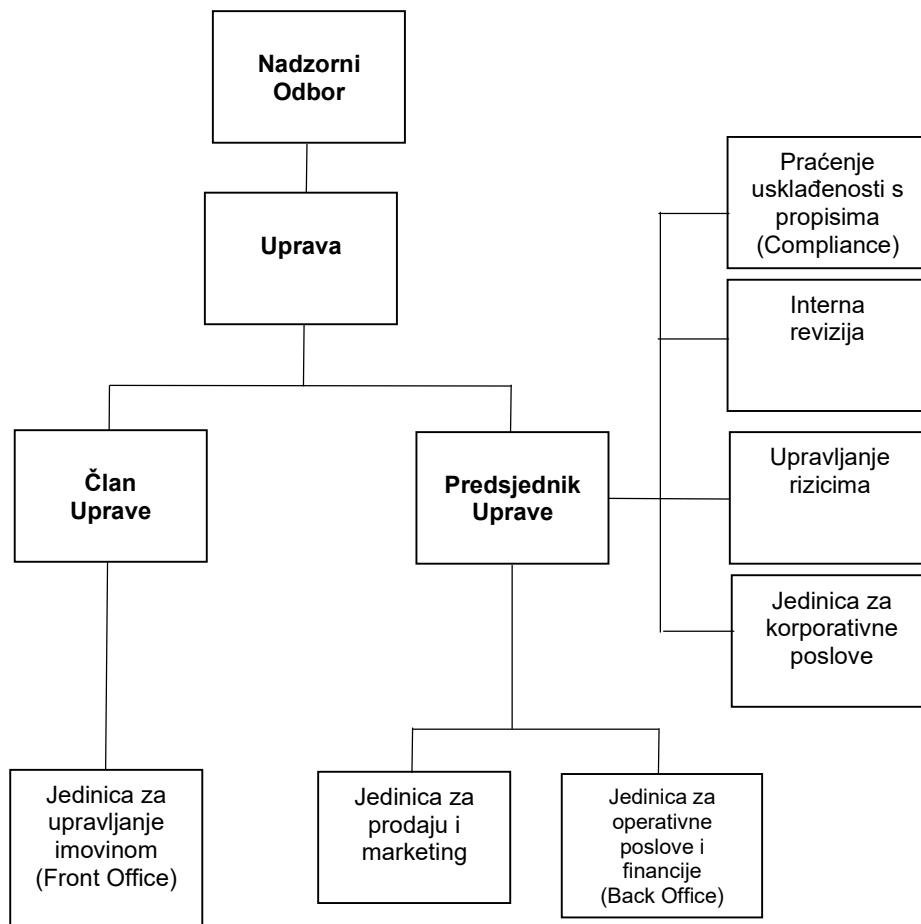 Nadzorni
Odbor
Uprava
Praćenje
usklađenosti s
propisima
(Compliance)
Interna
revizija
Član
Uprave
Predsjednik
Uprave
Upravljanje
rizicima
Jedinica za
korporativne
poslove
Jedinica za
upravljanje
imovinom
(Front Office)
Jedinica za
prodaju i
marketing
Jedinica za
operativne
poslove i
financije
(Back Office)